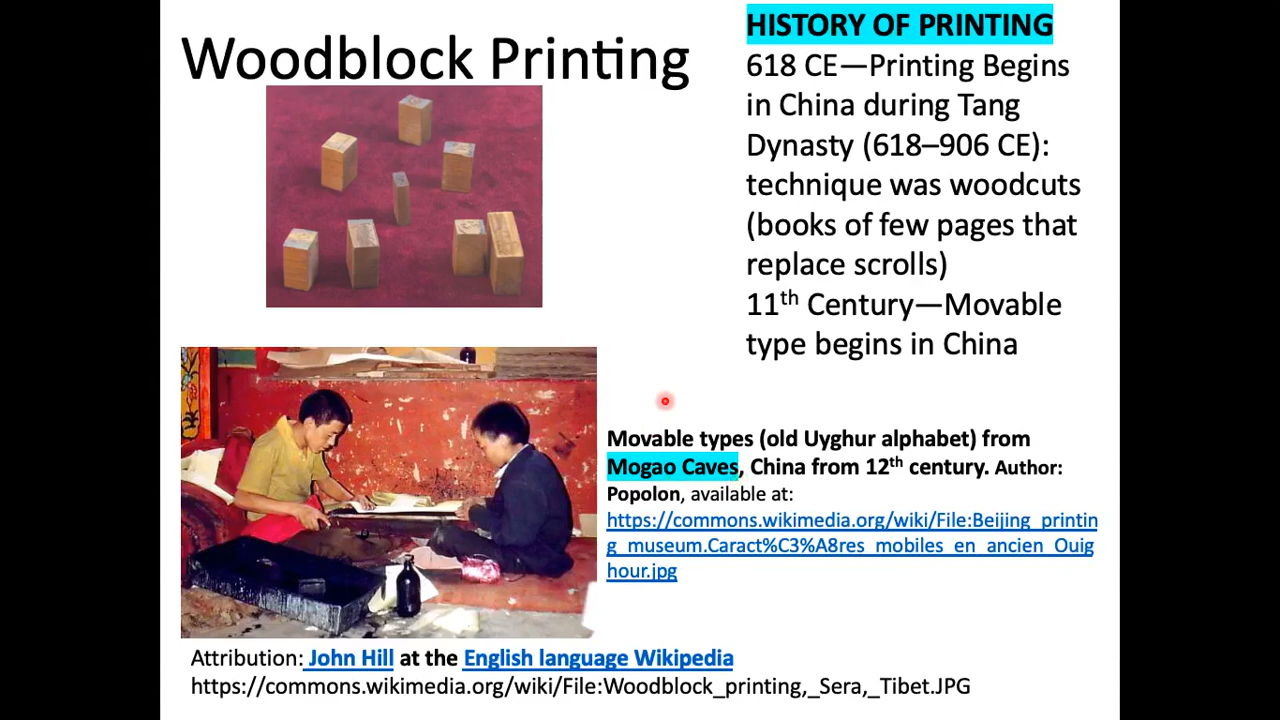 Woodblock Printing
HISTORY OF PRINTING
618 CE—Printing Begins
in China during Tang
Dynasty (618–906 CE):
technique was woodcuts
(books of few pages that
replace scrolls)
11th Century—Movable
type begins in China
Movable types (old Uyghur alphabet) from
Mogao Caves, China from 12th century. Author:
Popolon, available at:
https://commons.wikimedia.org/wiki/File:Beijing_printin
g_museum.Caract%C3%A8res_mobiles_en_ancien_Ouig
hour.jpg
Attribution: John Hill at the English language Wikipedia
https://commons.wikimedia.org/wiki/File:Woodblock_printing,_Sera,_Tibet.JPG